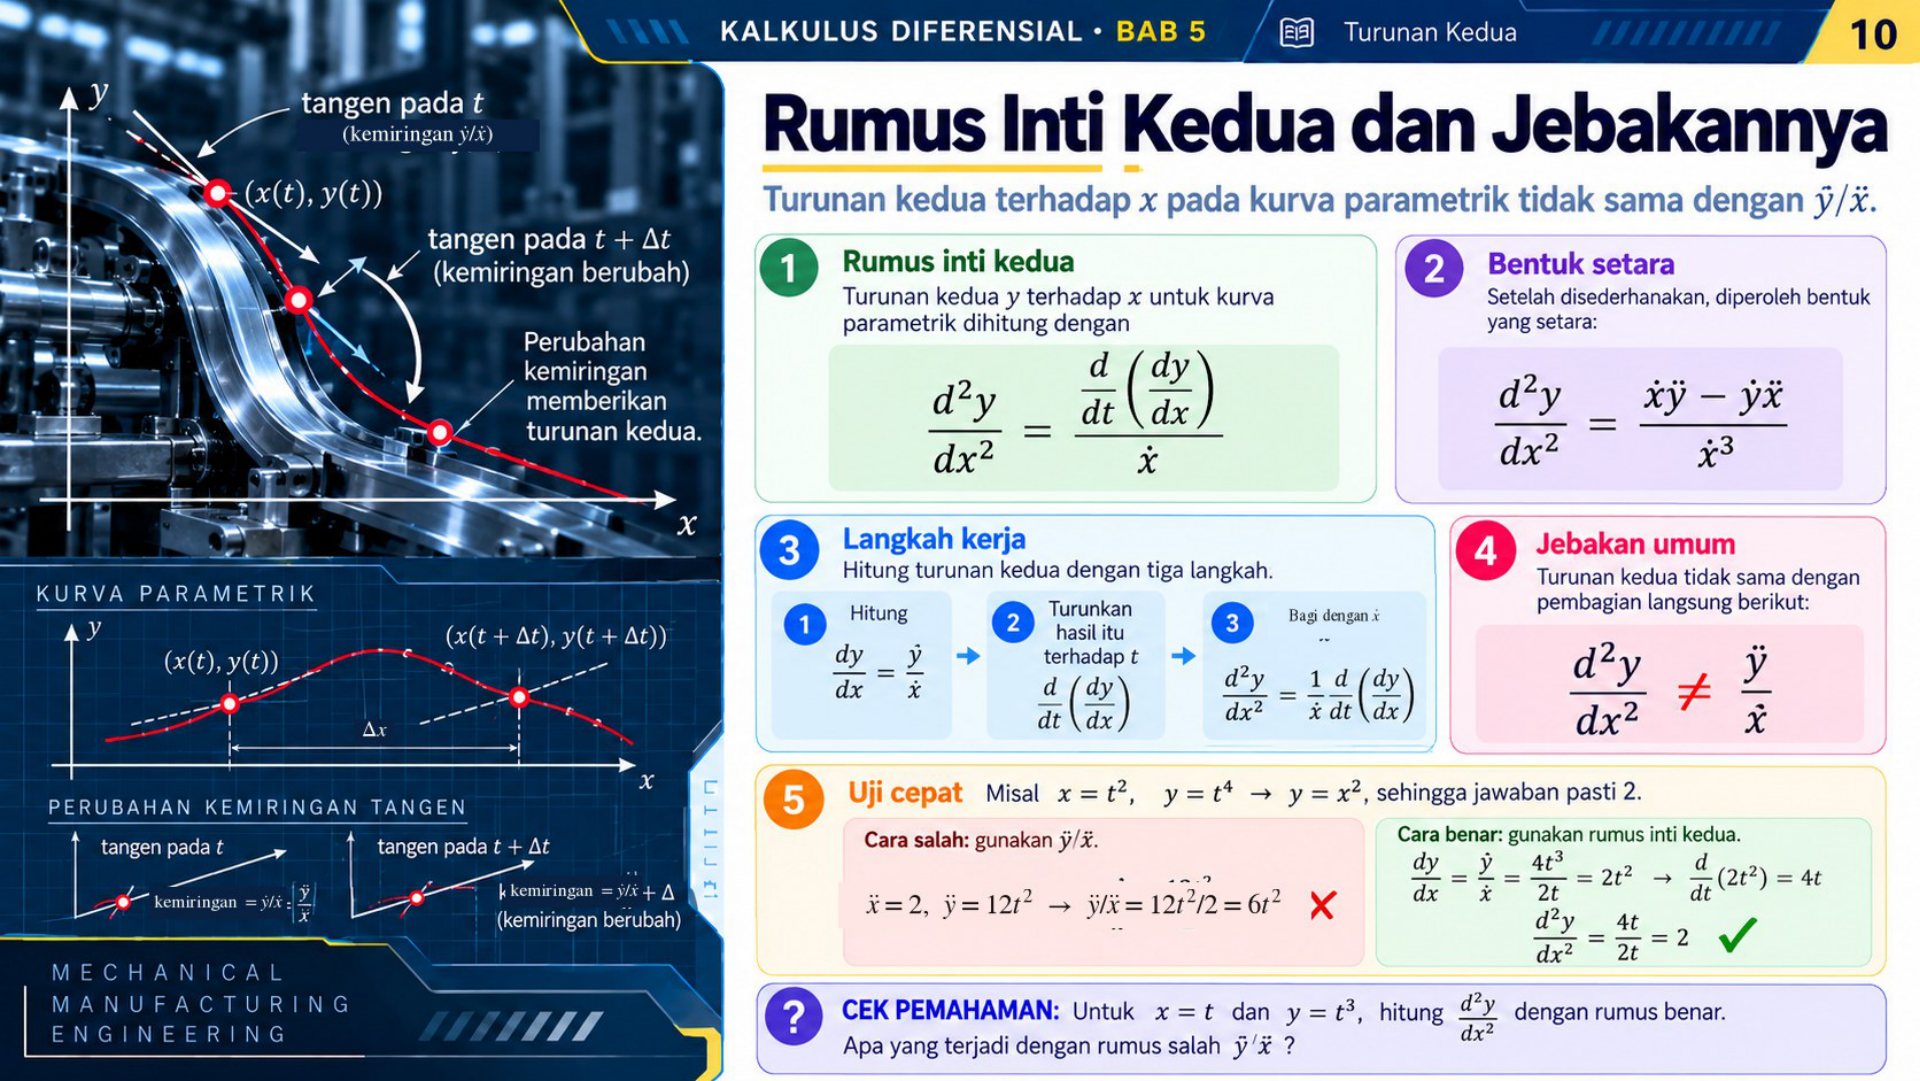 KALKULUS DIFERENSIAL • BAB 5
Turunan Kedua
10
y
tangen pada t
(kemiringan ẏ/ẋ)
(x(t), y(t))
tangen pada t + Δt
(kemiringan berubah)
Perubahan
kemiringan
memberikan
turunan kedua.
x
KURVA PARAMETRIK
y
(x(t), y(t))
(x(t + Δt), y(t + Δt))
Δx
x
PERUBAHAN KEMIRINGAN TANGEN
tangen pada t
kemiringan = ẏ/ẋ
tangen pada t + Δt
kemiringan = ẏ/ẋ + Δ
(kemiringan berubah)
MECHANICAL
MANUFACTURING
ENGINEERING
Rumus Inti Kedua dan Jebakannya
Turunan kedua terhadap x pada kurva parametrik tidak sama dengan ÿ/ẍ.
1 Rumus inti kedua
Turunan kedua y terhadap x untuk kurva
parametrik dihitung dengan
d²y/dx² = d/dt (dy/dx) / ẋ
2 Bentuk setara
Setelah disederhanakan, diperoleh bentuk
yang setara:
d²y/dx² = (ẋÿ − ẏẍ) / ẋ³
3 Langkah kerja
Hitung turunan kedua dengan tiga langkah.
1 Hitung
dy/dx = ẏ/ẋ
2 Turunkan
hasil itu
terhadap t
d/dt (dy/dx)
3 Bagi dengan ẋ
d²y/dx² = 1/ẋ d/dt (dy/dx)
4 Jebakan umum
Turunan kedua tidak sama dengan
pembagian langsung berikut:
d²y/dx² ≠ ÿ/ẍ
5 Uji cepat Misal x = t², y = t⁴ → y = x², sehingga jawaban pasti 2.
Cara salah: gunakan ÿ/ẍ.
ẍ = 2, ÿ = 12t² → ÿ/ẍ = 12t²/2 = 6t² ✗
Cara benar: gunakan rumus inti kedua.
dy/dx = ẏ/ẋ = 4t³/2t = 2t² → d/dt (2t²) = 4t
d²y/dx² = 4t/2t = 2 ✓
? CEK PEMAHAMAN: Untuk x = t dan y = t³, hitung d²y/dx² dengan rumus benar.
Apa yang terjadi dengan rumus salah ÿ/ẍ ?